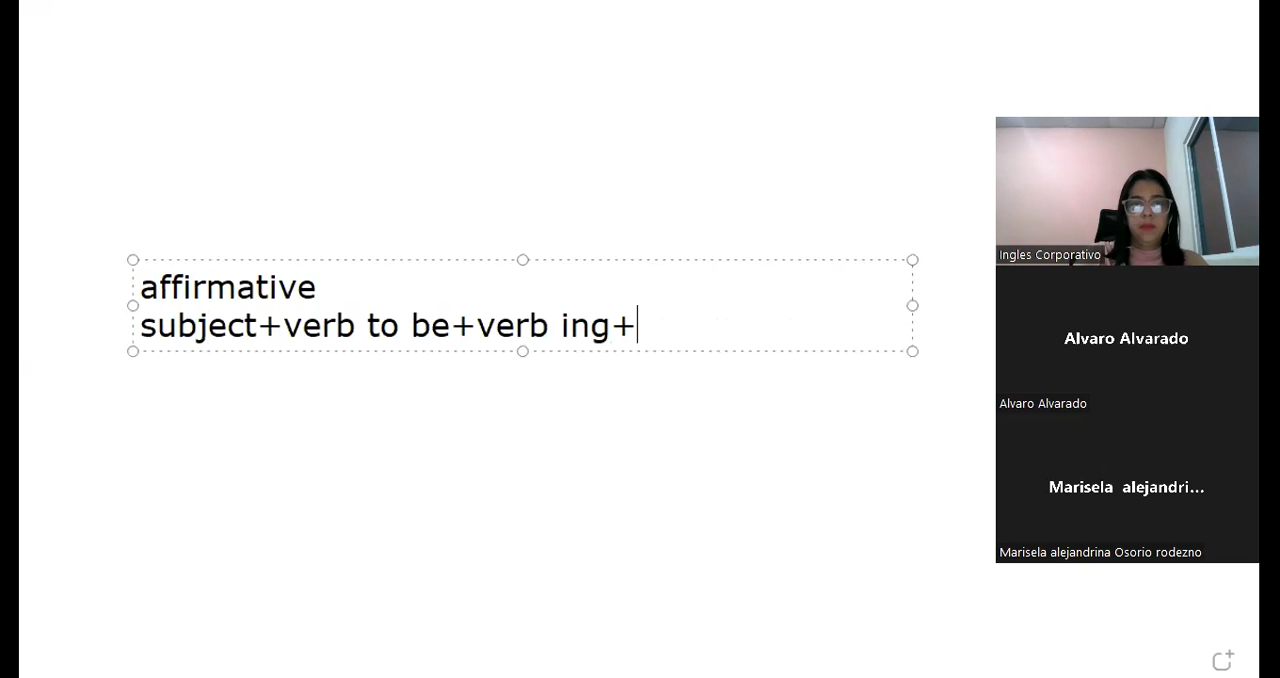 affirmative
subject+verb to be+verb ing+
Ingles Corporativo
Alvaro Alvarado
Alvaro Alvarado
Marisela alejandri...
Marisela alejandrina Osorio rodezno